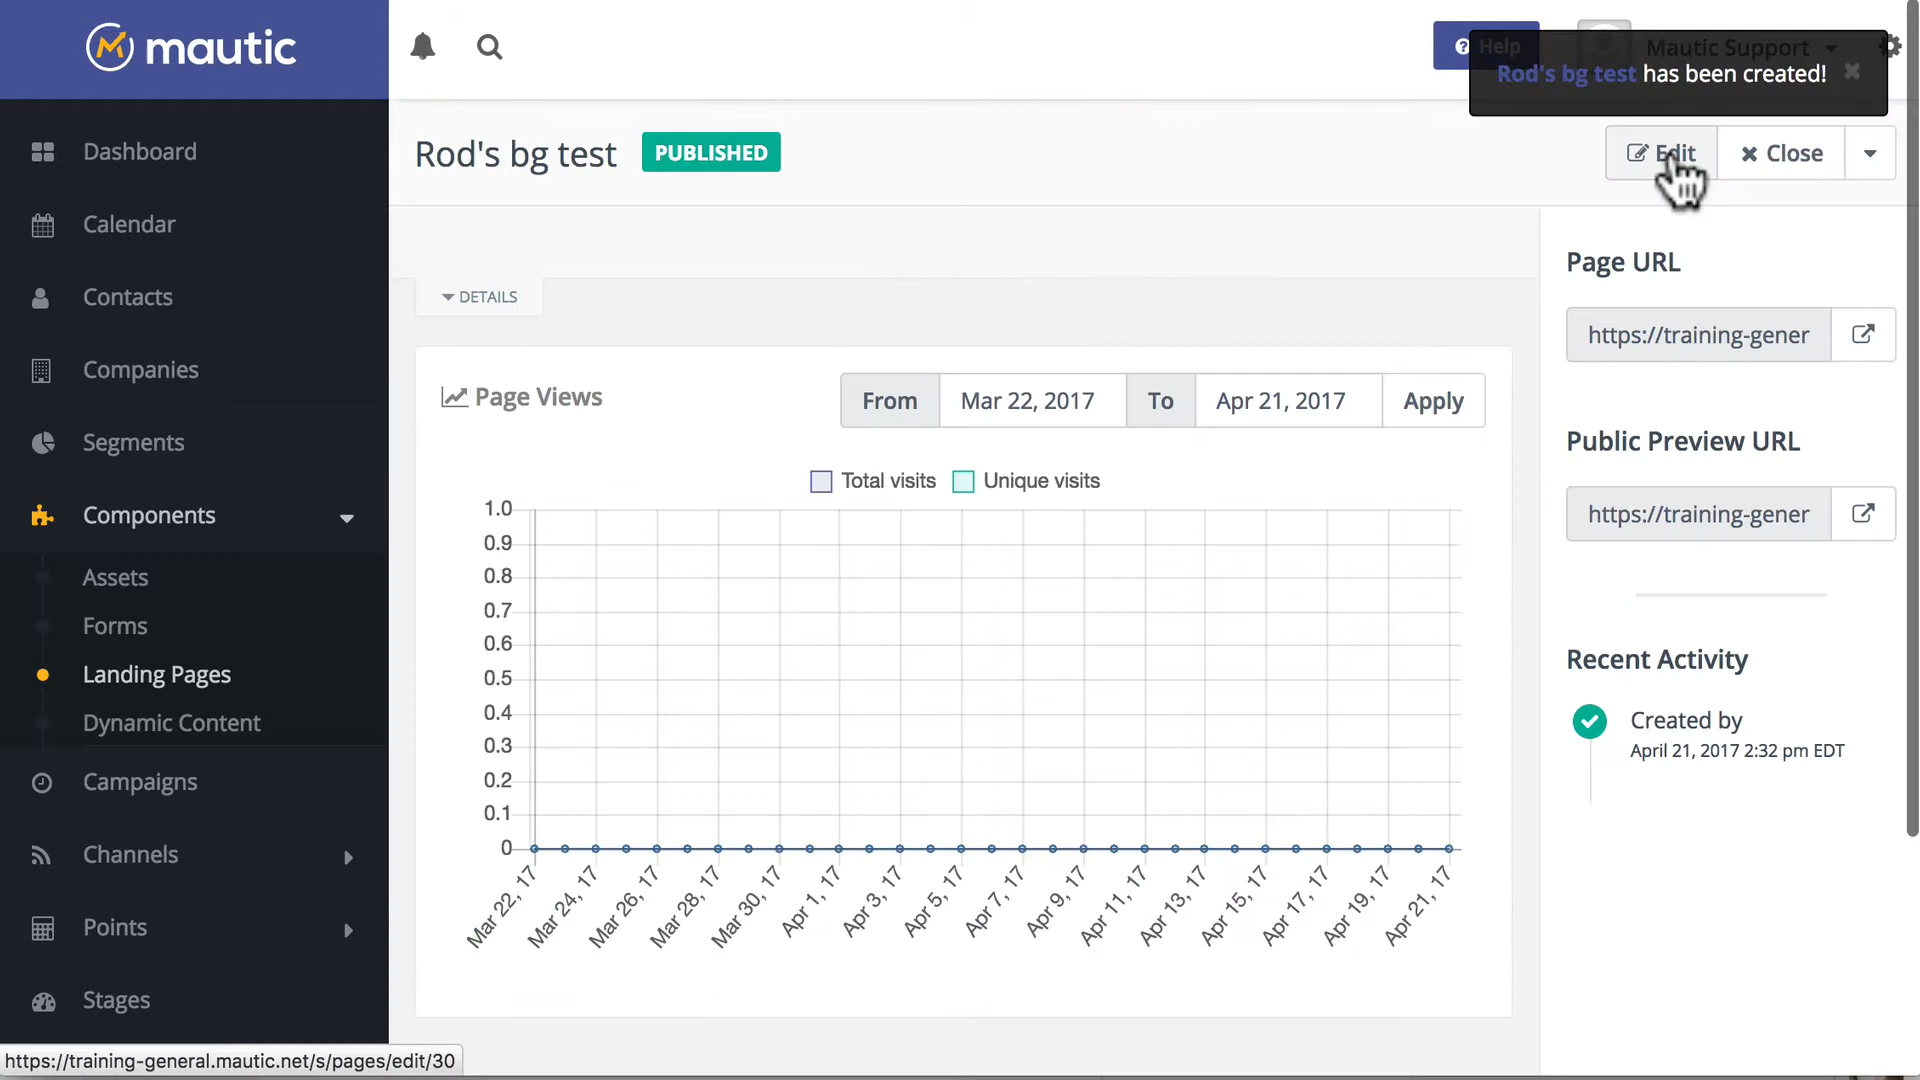 mautic
Help
Mautic Support
Rod's bg test has been created!
Dashboard
Calendar
Contacts
Companies
Segments
Components
Assets
Forms
Landing Pages
Dynamic Content
Campaigns
Channels
Points
Stages
Rod's bg test PUBLISHED
Edit Close
DETAILS
Page Views
From Mar 22, 2017 To Apr 21, 2017 Apply
Total visits Unique visits
1.0
0.9
0.8
0.7
0.6
0.5
0.4
0.3
0.2
0.1
0
Mar 22, 17
Mar 24, 17
Mar 26, 17
Mar 28, 17
Mar 30, 17
Apr 1, 17
Apr 3, 17
Apr 5, 17
Apr 7, 17
Apr 9, 17
Apr 11, 17
Apr 13, 17
Apr 15, 17
Apr 17, 17
Apr 19, 17
Apr 21, 17
Page URL
https://training-gener
Public Preview URL
https://training-gener
Recent Activity
Created by
April 21, 2017 2:32 pm EDT
https://training-general.mautic.net/s/pages/edit/30